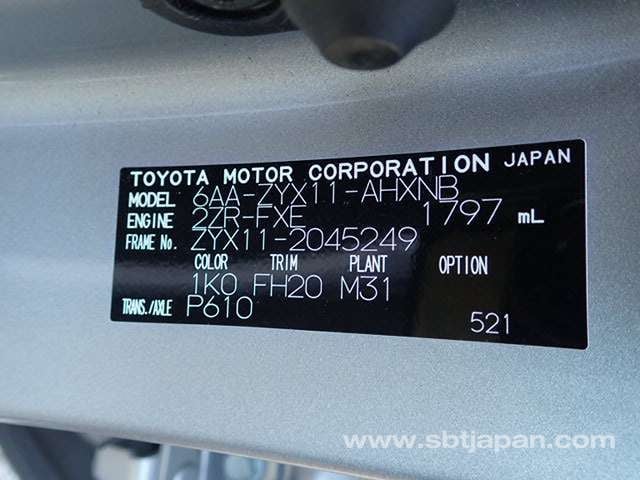 TOYOTA MOTOR CORPORATION JAPAN
MODEL 6AA-ZYX11-AHXNB
ENGINE 2ZR-FXE 1797 mL
FRAME No. ZYX11-2045249
COLOR TRIM PLANT OPTION
1K0 FH20 M31
TRANS./AXLE P610
521
www.sbtjapan.com